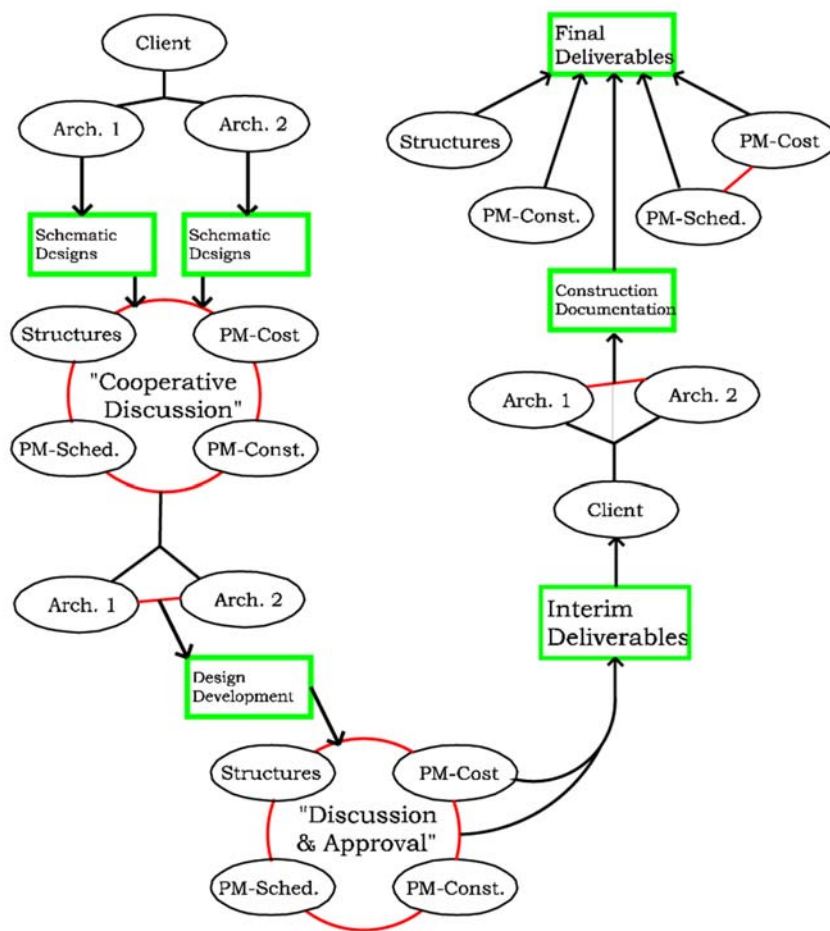 Client
Arch. 1
Arch. 2
Schematic
Designs
Schematic
Designs
Structures
PM-Cost
"Cooperative
Discussion"
PM-Sched.
PM-Const.
Arch. 1
Arch. 2
Design
Development
Structures
PM-Cost
"Discussion
& Approval"
PM-Sched.
PM-Const.
Final
Deliverables
Structures
PM-Cost
PM-Const.
PM-Sched.
Construction
Documentation
Arch. 1
Arch. 2
Client
Interim
Deliverables